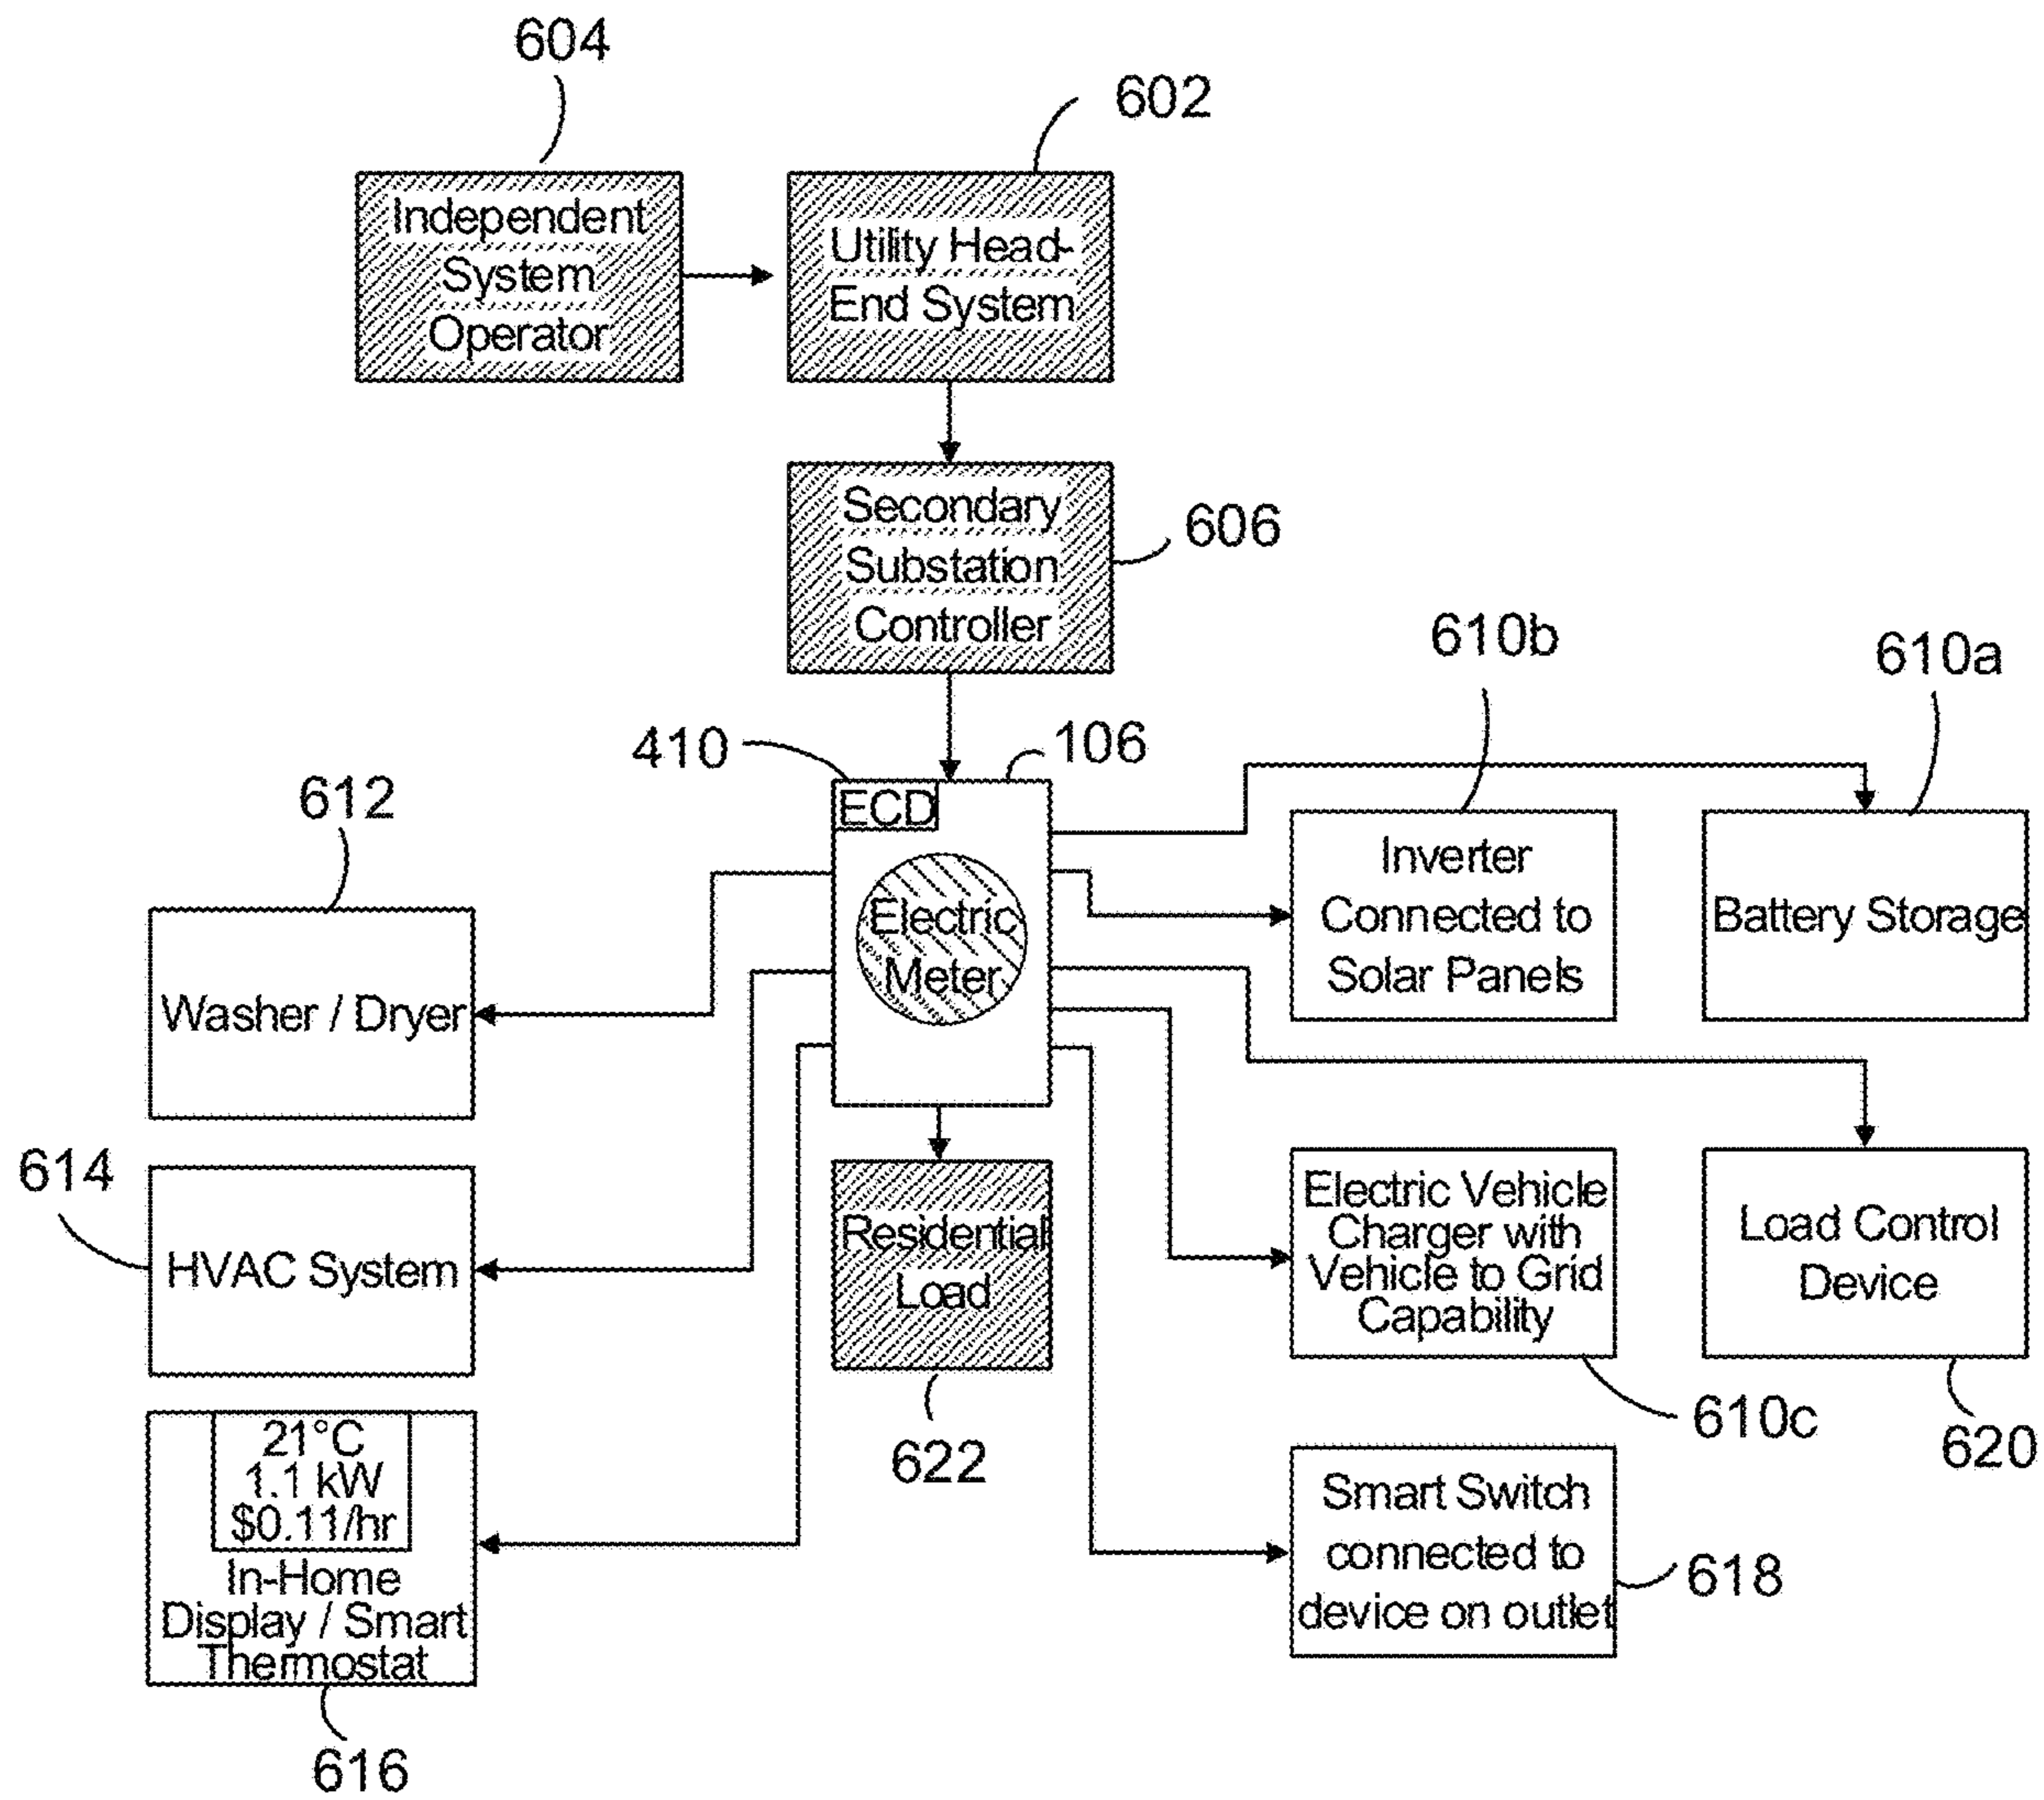 604
602
Independent
System
Operator
Utility Head-
End System
Secondary
Substation
Controller
606
610b
610a
410
106
ECD
612
Electric
Meter
Inverter
Connected to
Solar Panels
Battery Storage
Washer / Dryer
614
HVAC System
Residential
Load
622
Electric Vehicle
Charger with
Vehicle to Grid
Capability
610c
Load Control
Device
620
21°C
1.1 kW
$0.11/hr
In-Home
Display / Smart
Thermostat
616
Smart Switch
connected to
device on outlet
618